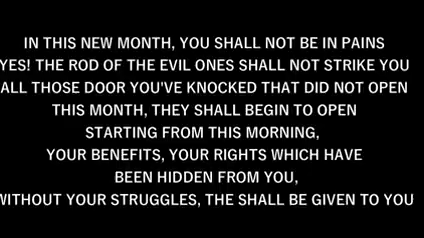 IN THIS NEW MONTH, YOU SHALL NOT BE IN PAINS
YES! THE ROD OF THE EVIL ONES SHALL NOT STRIKE YOU
ALL THOSE DOOR YOU'VE KNOCKED THAT DID NOT OPEN
THIS MONTH, THEY SHALL BEGIN TO OPEN
STARTING FROM THIS MORNING,
YOUR BENEFITS, YOUR RIGHTS WHICH HAVE
BEEN HIDDEN FROM YOU,
WITHOUT YOUR STRUGGLES, THE SHALL BE GIVEN TO YOU